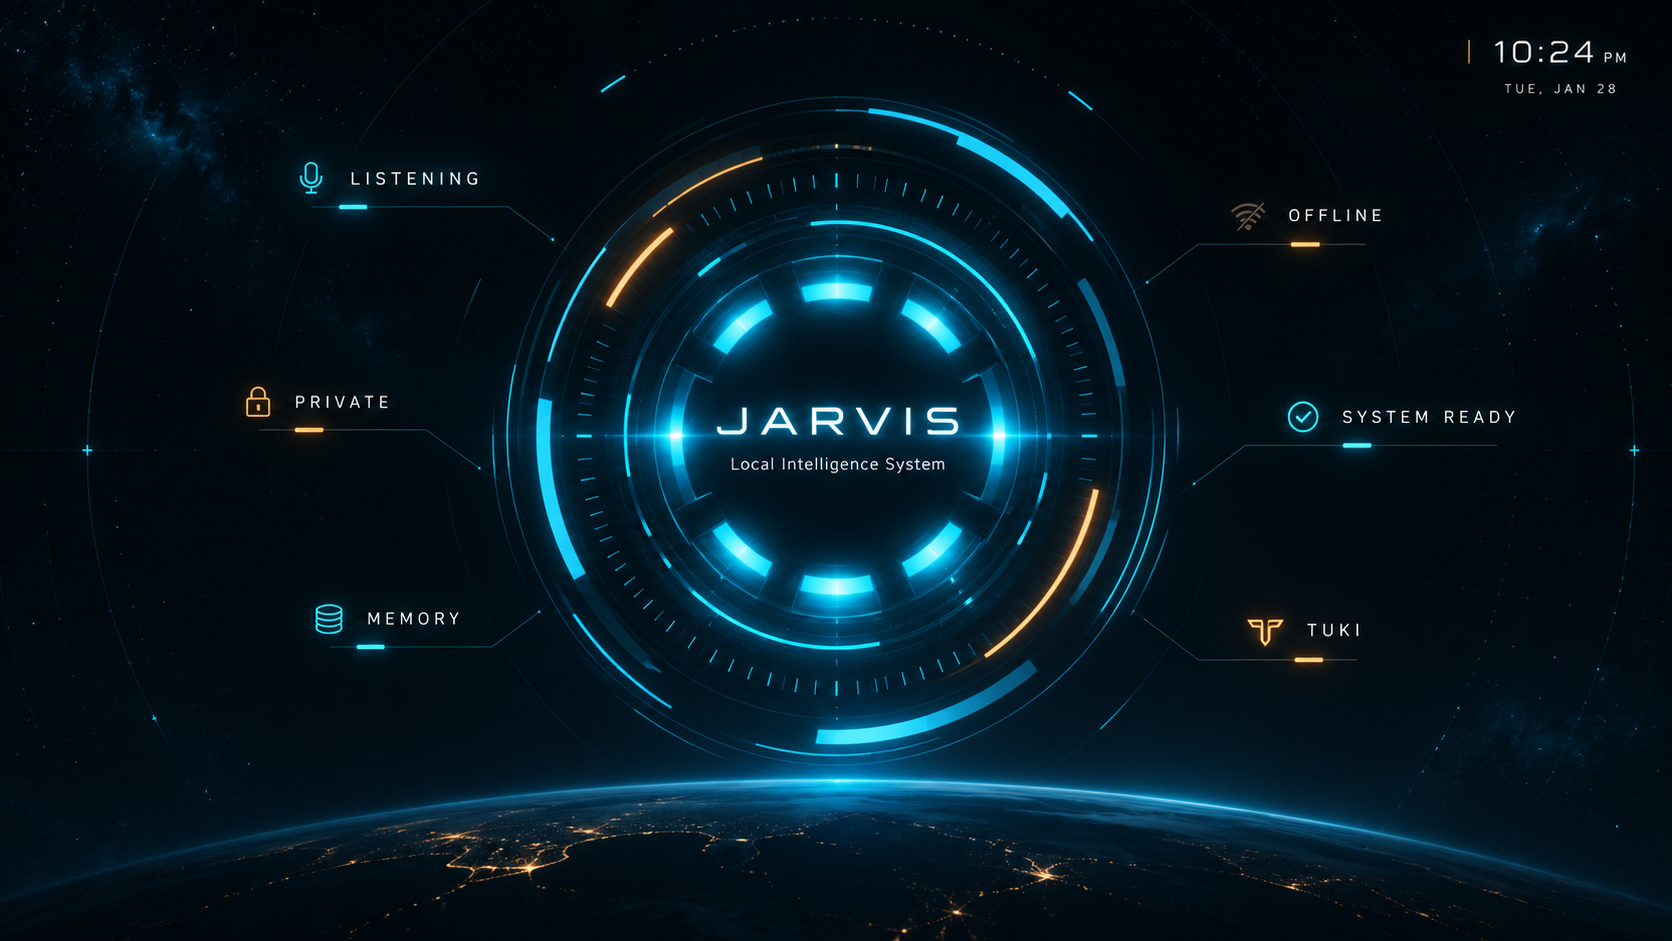 10:24 PM
TUE, JAN 28
LISTENING
OFFLINE
PRIVATE
JARVIS
Local Intelligence System
SYSTEM READY
MEMORY
TUKI